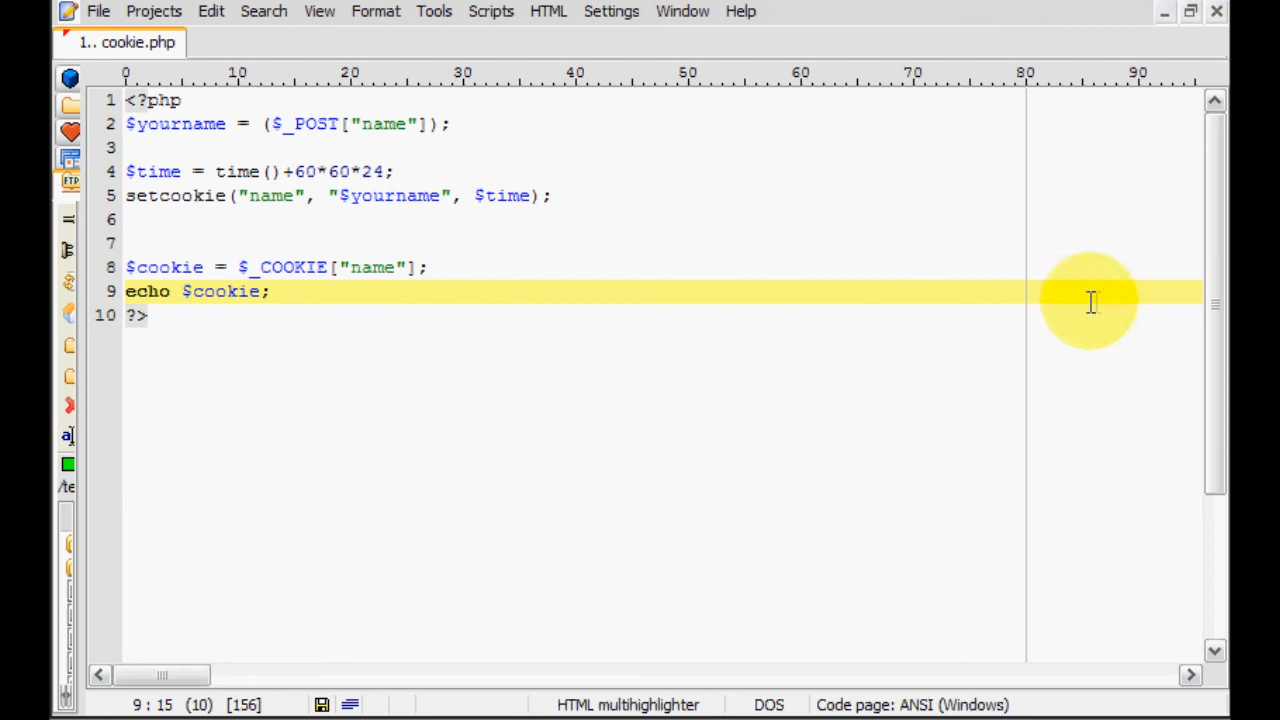 File Projects Edit Search View Format Tools Scripts HTML Settings Window Help
1.. cookie.php
0 10 20 30 40 50 60 70 80 90
1 <?php
2 $yourname = ($_POST["name"]);
3
4 $time = time()+60*60*24;
5 setcookie("name", "$yourname", $time);
6
7
8 $cookie = $_COOKIE["name"];
9 echo $cookie;
10 ?>
FTP
a
/te
9 : 15 (10) [156] HTML multihighlighter DOS Code page: ANSI (Windows)